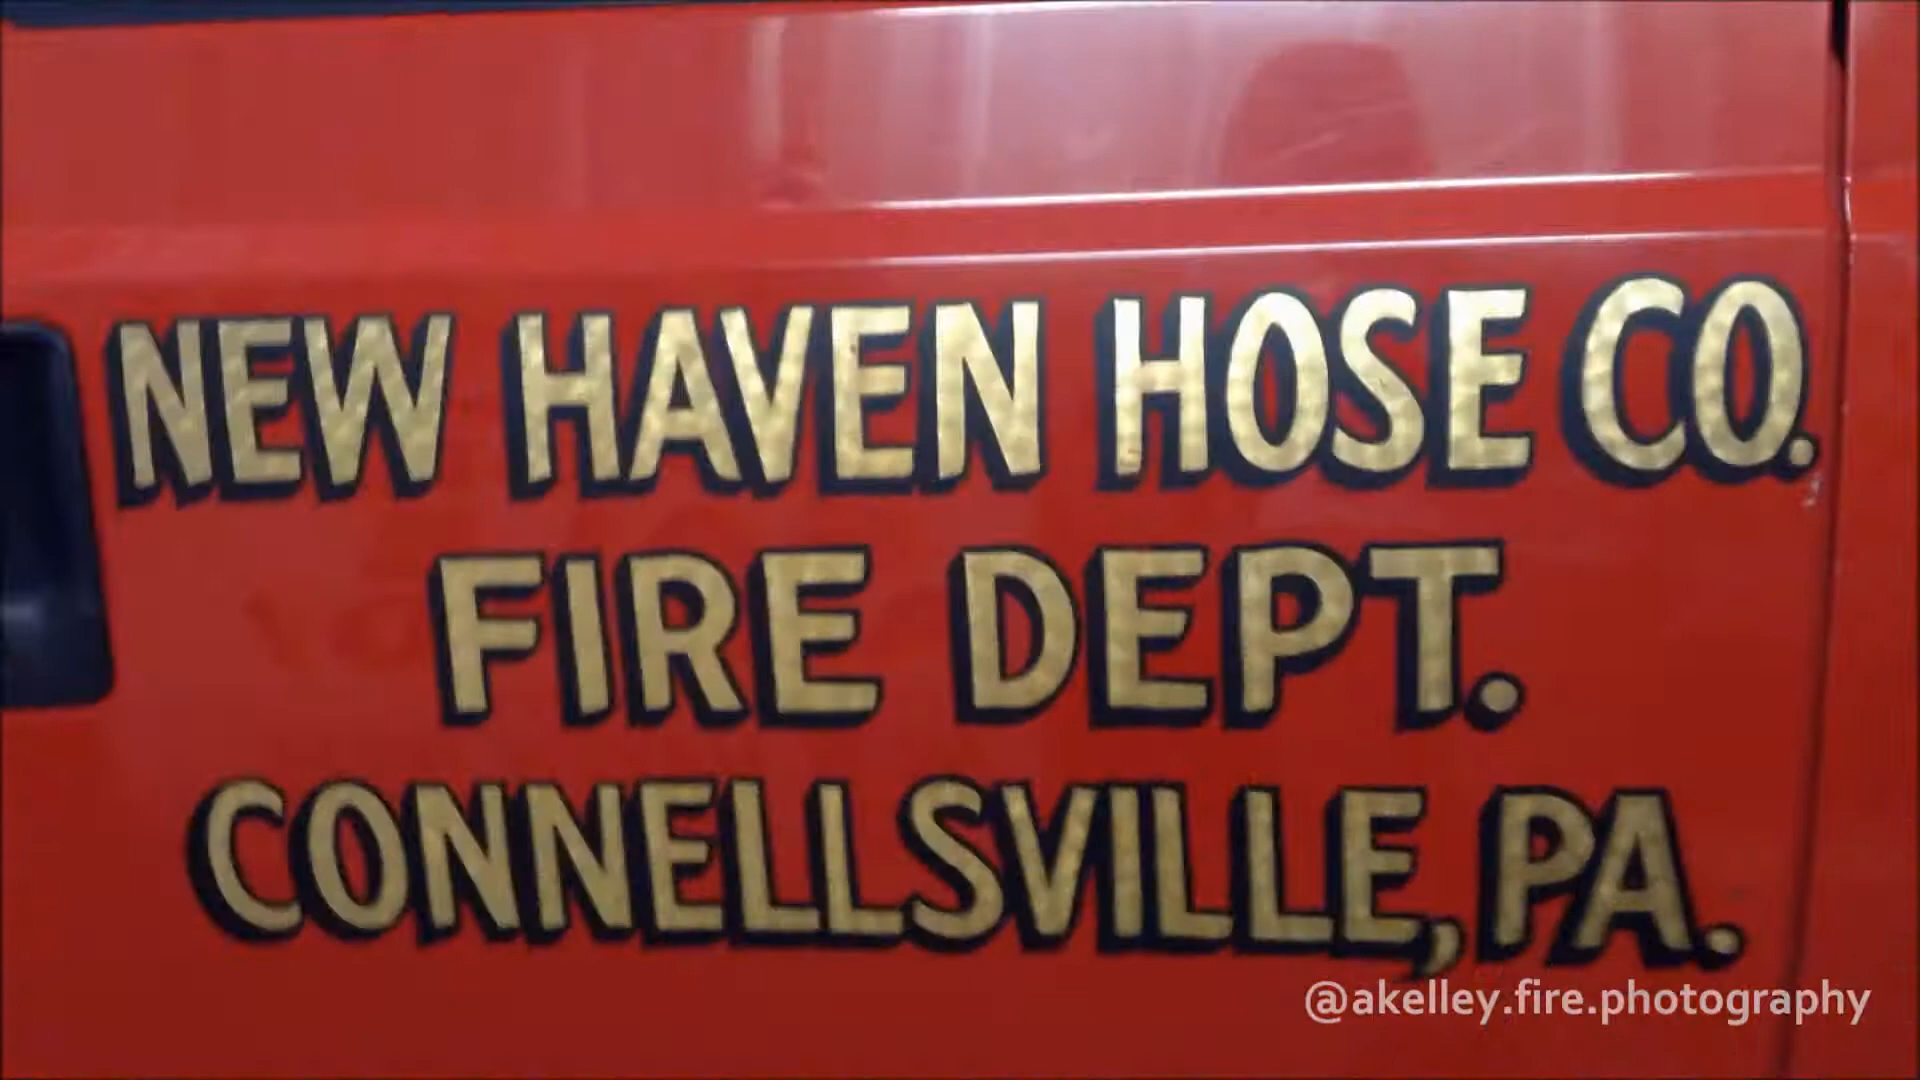 NEW HAVEN HOSE CO.
FIRE DEPT.
CONNELLSVILLE, PA.
@akelley.fire.photography